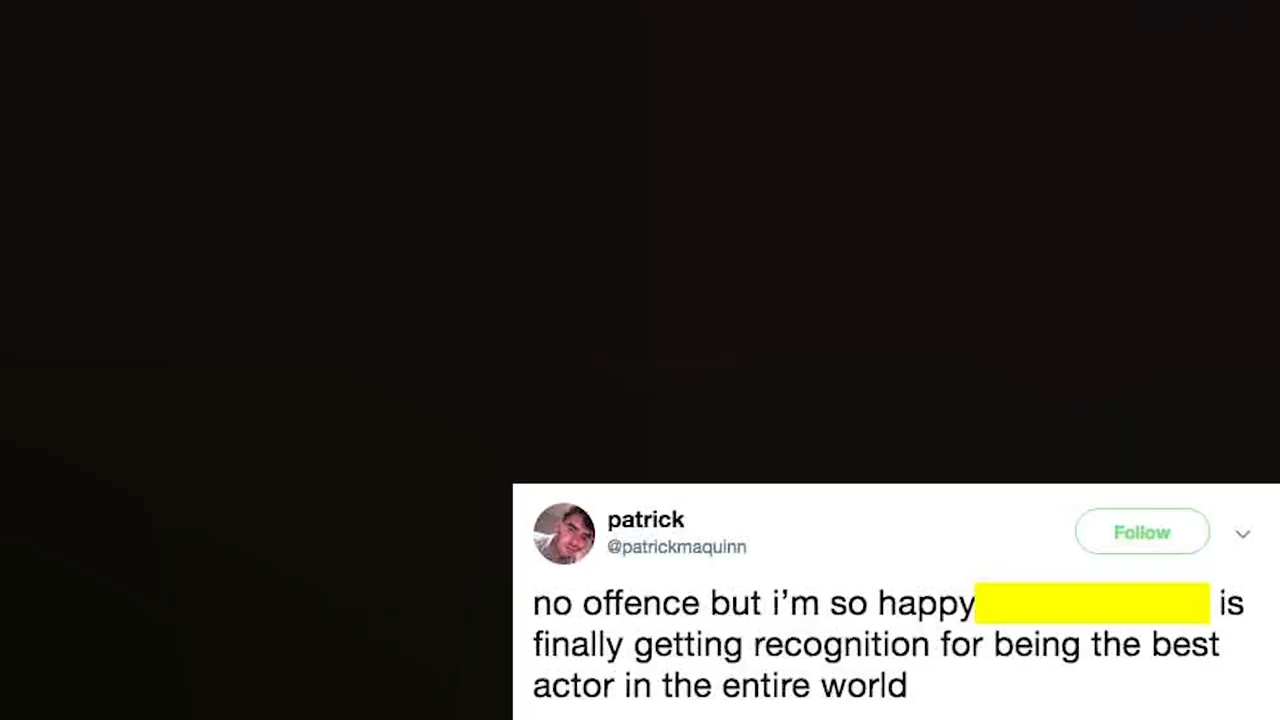 patrick
@patrickmaquinn
Follow
no offence but i'm so happy is
finally getting recognition for being the best
actor in the entire world